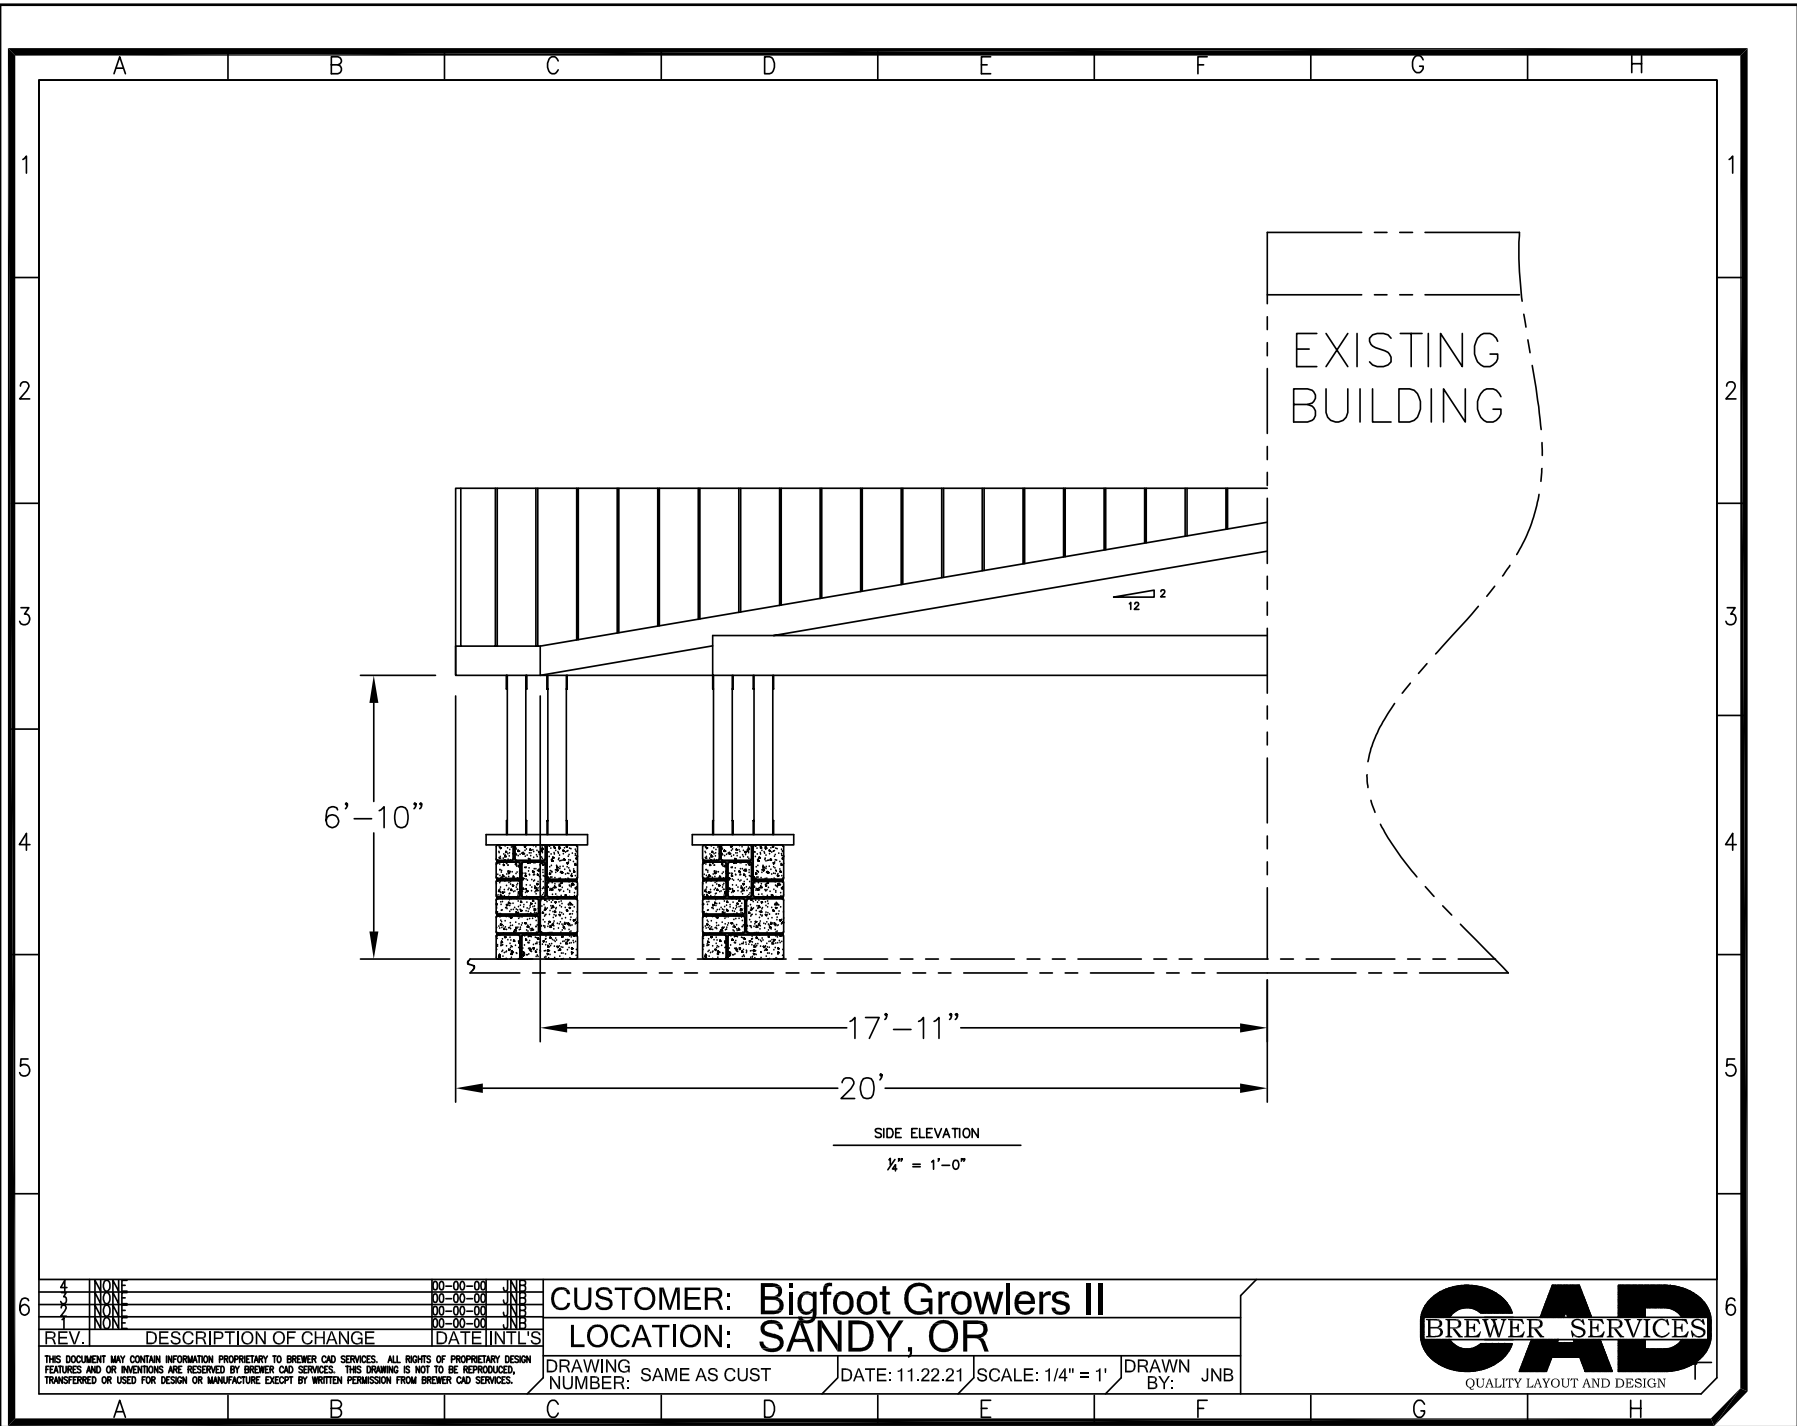 A B C D E F G H
1 1
EXISTING
BUILDING
2 2
2
12
3 3
6'-10"
4 4
17'-11"
5 5
20'
SIDE ELEVATION
¼" = 1'-0"
6 6
4 NONE 00-00-00 JNB
3 NONE 00-00-00 JNB
2 NONE 00-00-00 JNB
1 NONE 00-00-00 JNB
REV. DESCRIPTION OF CHANGE DATE INTL'S
THIS DOCUMENT MAY CONTAIN INFORMATION PROPRIETARY TO BREWER CAD SERVICES. ALL RIGHTS OF PROPRIETARY DESIGN
FEATURES AND OR INVENTIONS ARE RESERVED BY BREWER CAD SERVICES. THIS DRAWING IS NOT TO BE REPRODUCED,
TRANSFERRED OR USED FOR DESIGN OR MANUFACTURE EXECPT BY WRITTEN PERMISSION FROM BREWER CAD SERVICES.
CUSTOMER: Bigfoot Growlers II
LOCATION: SANDY, OR
DRAWING NUMBER: SAME AS CUST DATE: 11.22.21 SCALE: 1/4" = 1' DRAWN BY: JNB
CAD
BREWER SERVICES
QUALITY LAYOUT AND DESIGN
A B C D E F G H